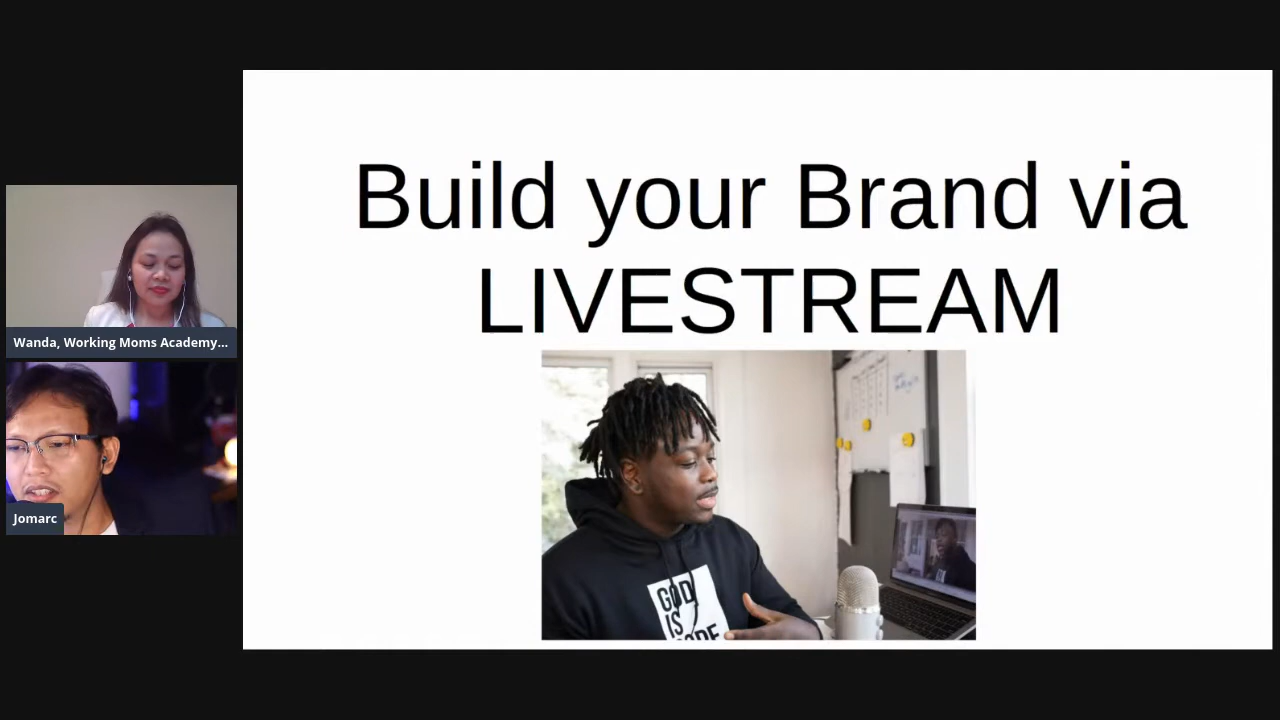 Build your Brand via
LIVESTREAM
Wanda, Working Moms Academy...
Jomarc
GOD
IS